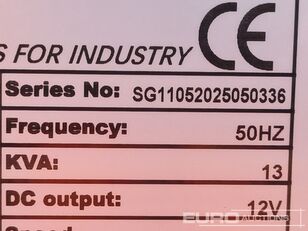 S FOR INDUSTRY CE
Series No: SG11052025050336
Frequency: 50HZ
KVA: 13
DC output: 12V
EURO AUCTIONS